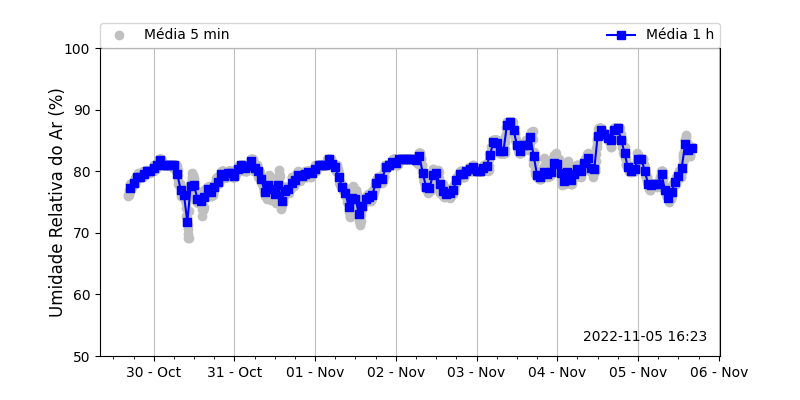 Média 5 min
Média 1 h
Umidade Relativa do Ar (%)
100
90
80
70
60
50
2022-11-05 16:23
30 - Oct
31 - Oct
01 - Nov
02 - Nov
03 - Nov
04 - Nov
05 - Nov
06 - Nov